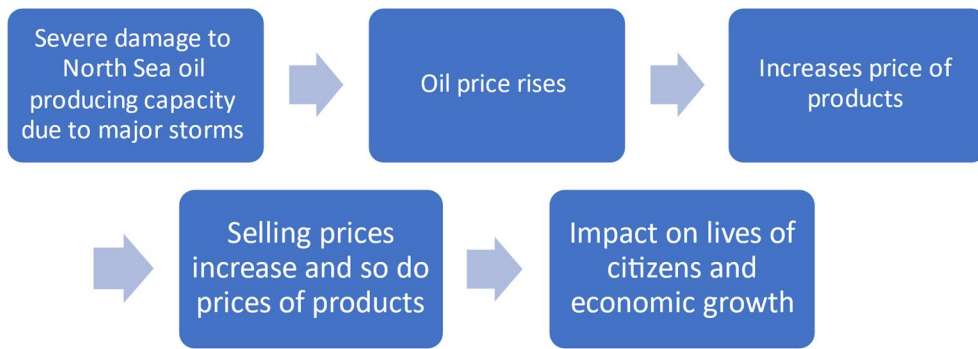 Severe damage to
North Sea oil
producing capacity
due to major storms
Oil price rises
Increases price of
products
Selling prices
increase and so do
prices of products
Impact on lives of
citizens and
economic growth